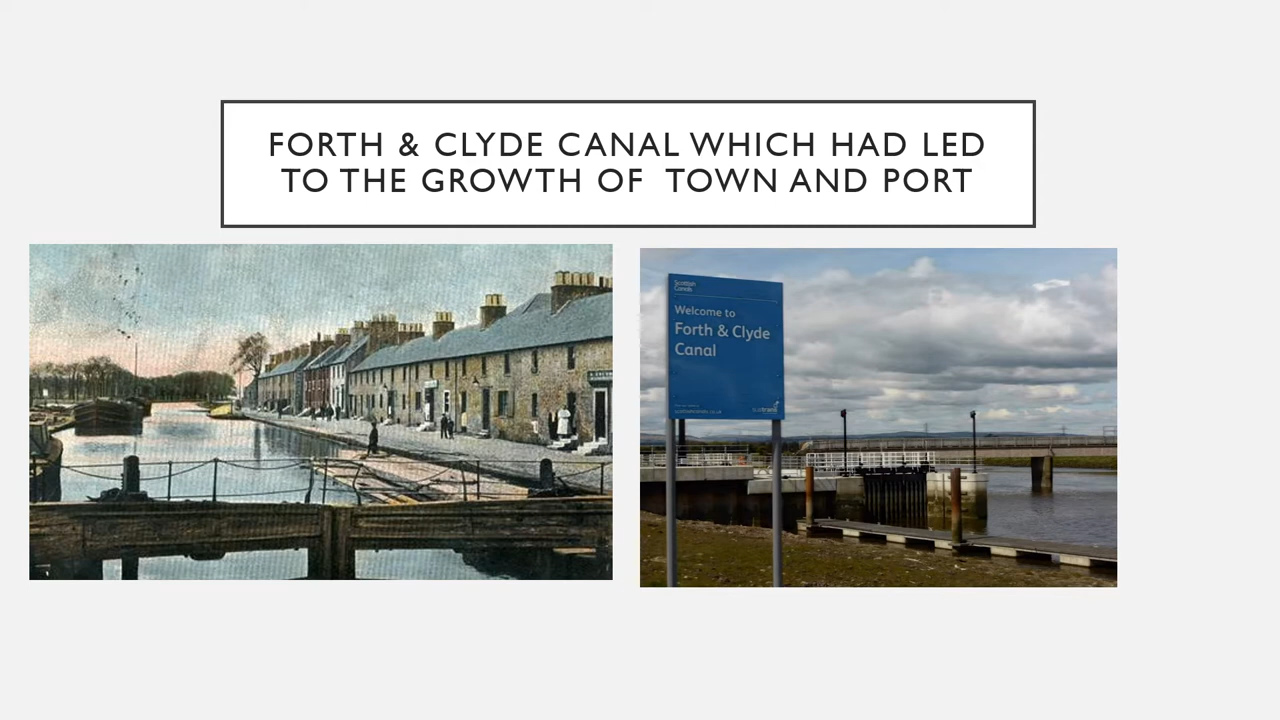 FORTH & CLYDE CANAL WHICH HAD LED
TO THE GROWTH OF TOWN AND PORT
Scottish
Canals
Welcome to
Forth & Clyde
Canal
sustrans